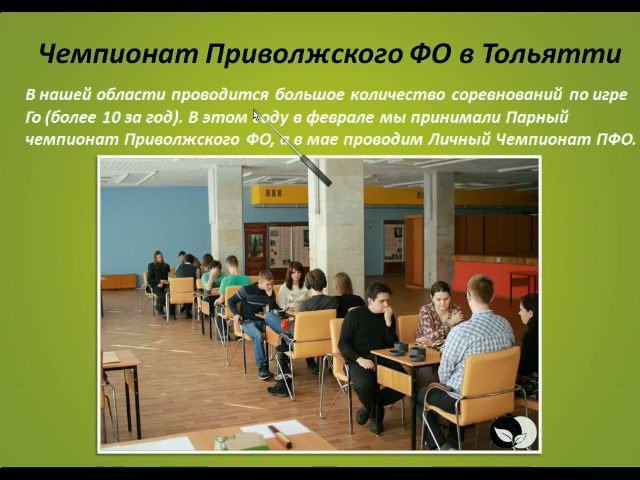 Чемпионат Приволжского ФО в Тольятти
В нашей области проводится большое количество соревнований по игре
Го (более 10 за год). В этом году в феврале мы принимали Парный
чемпионат Приволжского ФО, а в мае проводим Личный Чемпионат ПФО.